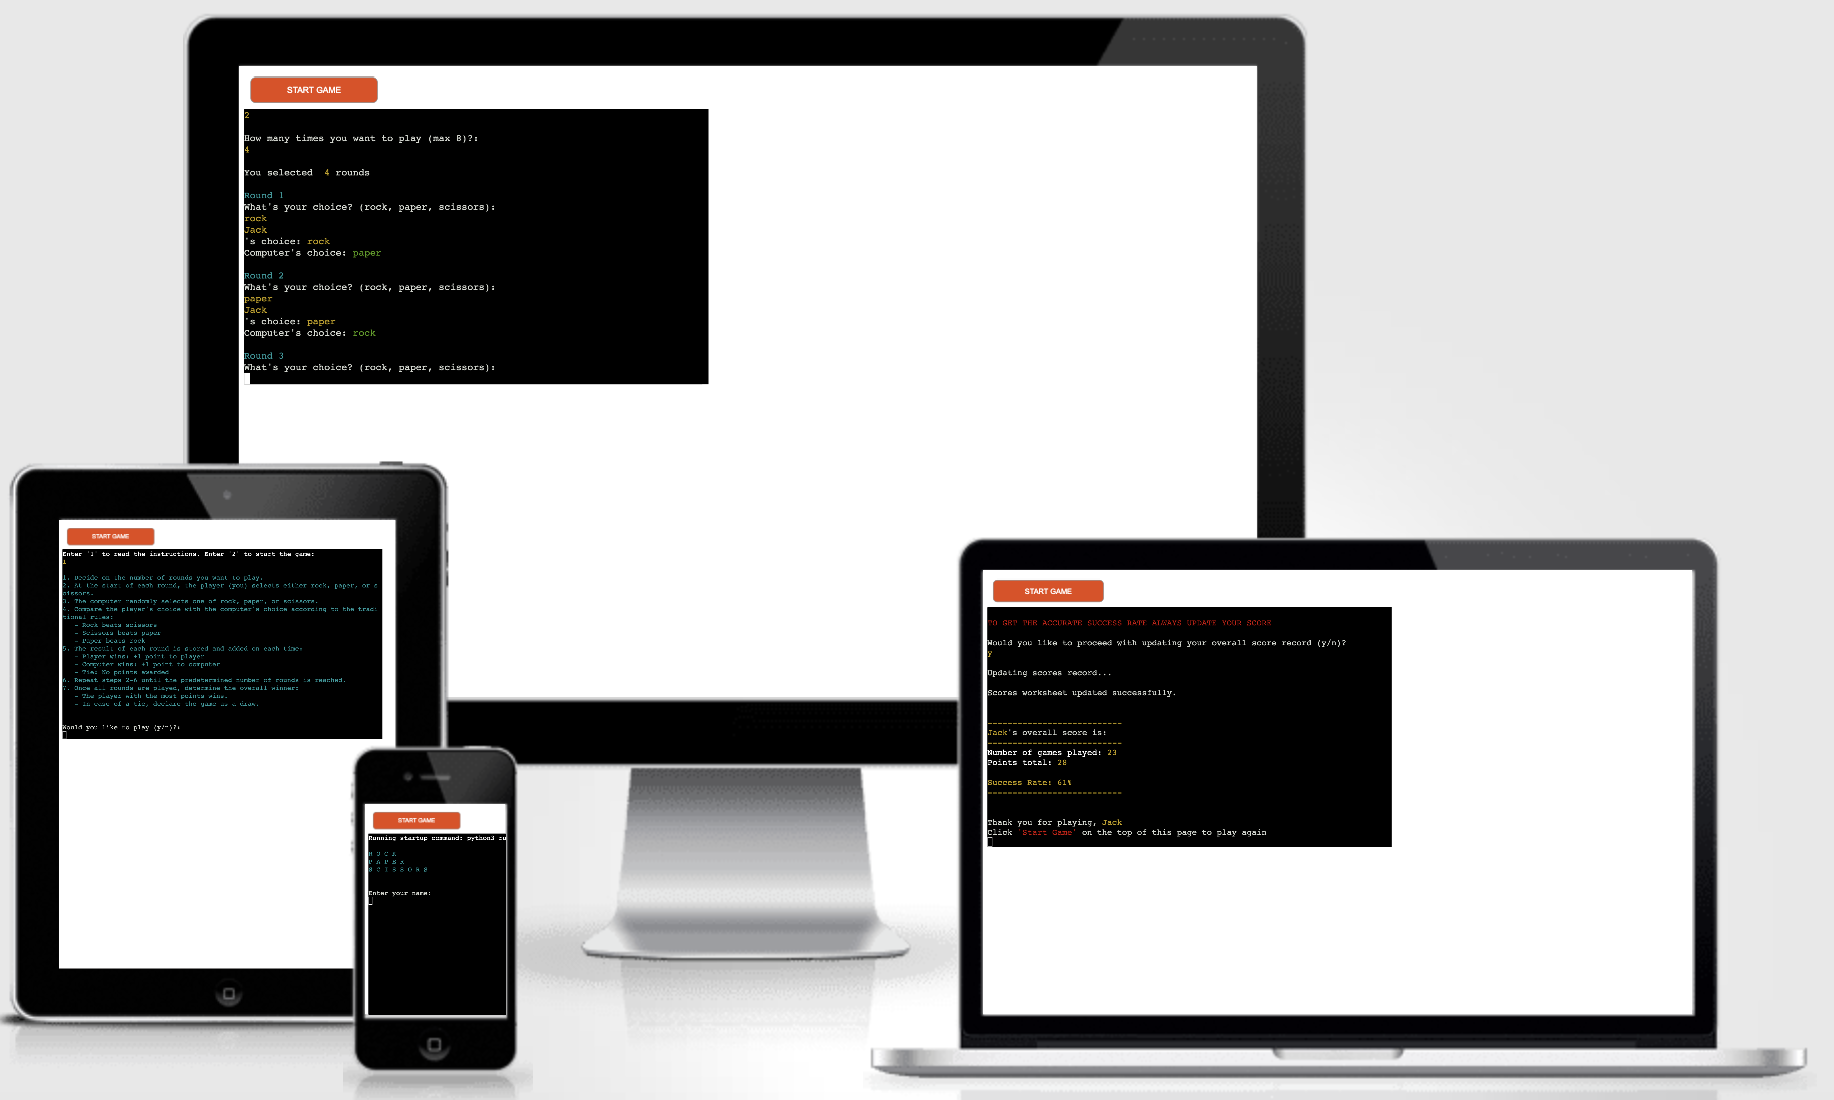 START GAME
2
How many times you want to play (max 8)?:
4
You selected  4 rounds
Round 1
What's your choice? (rock, paper, scissors):
rock
Jack
's choice: rock
Computer's choice: paper
Round 2
What's your choice? (rock, paper, scissors):
paper
Jack
's choice: paper
Computer's choice: rock
Round 3
What's your choice? (rock, paper, scissors):
START GAME
Enter '1' to read the instructions. Enter '2' to start the game:
1
1. Decide on the number of rounds you want to play.
2. At the start of each round, the player (you) selects either rock, paper, or s
cissors.
3. The computer randomly selects one of rock, paper, or scissors.
4. Compare the player's choice with the computer's choice according to the tradi
tional rules:
- Rock beats scissors
- Scissors beats paper
- Paper beats rock
5. The result of each round is stored and added on each time:
- Player wins: +1 point to player
- Computer wins: +1 point to computer
- Tie: No points awarded
6. Repeat steps 2-6 until the predetermined number of rounds is reached.
7. Once all rounds are played, determine the overall winner:
- The player with the most points wins.
- In case of a tie, declare the game as a draw.
Would you like to play (y/n)?:
START GAME
Running startup command: python3 ru
R O C K
P A P E R
S C I S S O R S
Enter your name:
START GAME
TO GET THE ACCURATE SUCCESS RATE ALWAYS UPDATE YOUR SCORE
Would you like to proceed with updating your overall score record (y/n)?
y
Updating scores record...
Scores worksheet updated successfully.
---------------------------
Jack's overall score is:
---------------------------
Number of games played: 23
Points total: 28
Success Rate: 61%
---------------------------
Thank you for playing, Jack
Click 'Start Game' on the top of this page to play again